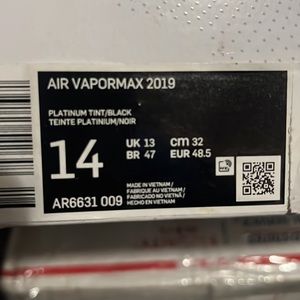 AIR VAPORMAX 2019
PLATINUM TINT/BLACK
TEINTE PLATINIUM/NOIR
14 UK 13 cm 32
BR 47 EUR 48.5
MADE IN VIETNAM /
FABRIQUE AU VIETNAM /
FABRICADO NO VIETNÃ /
HECHO EN VIETNAM
AR6631 009